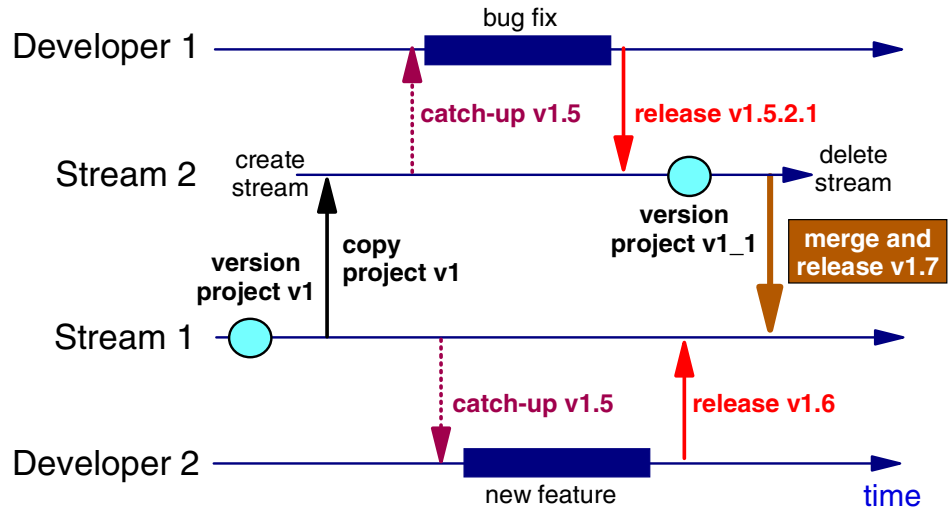 bug fix
Developer 1
catch-up v1.5
release v1.5.2.1
Stream 2
create
stream
delete
stream
version
project v1_1
copy
project v1
merge and
release v1.7
version
project v1
Stream 1
catch-up v1.5
release v1.6
Developer 2
new feature
time